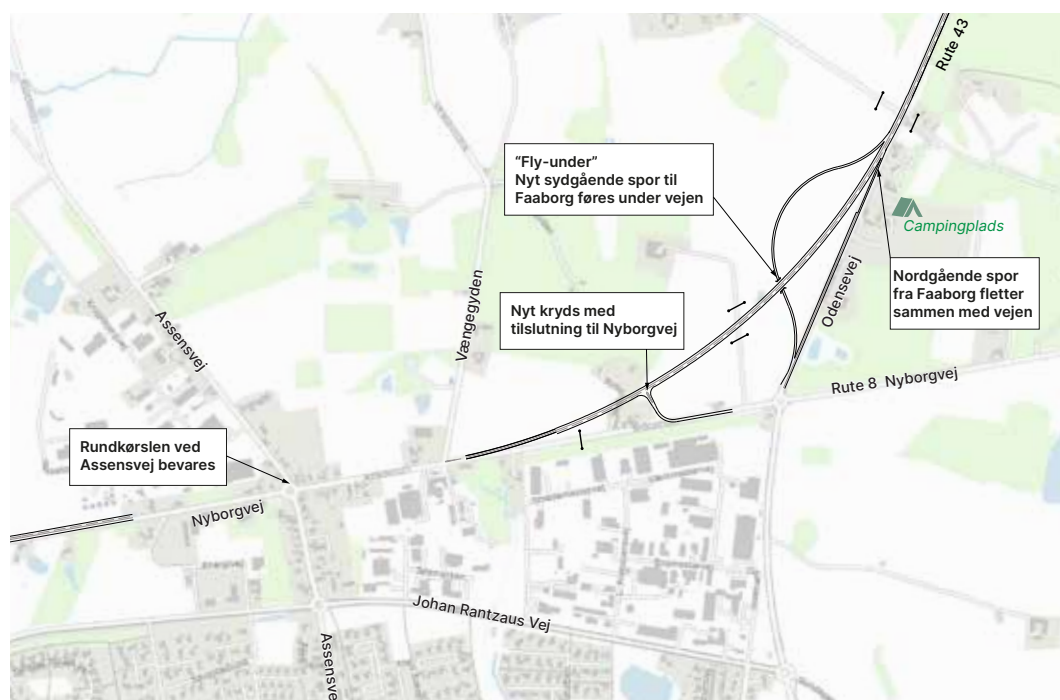 Rute 43
“Fly-under”
Nyt sydgående spor til
Faaborg føres under vejen
Campingplads
Nordgående spor
fra Faaborg fletter
sammen med vejen
Odensevej
Vængegyden
Nyt kryds med
tilslutning til Nyborgvej
Assensvej
Rute 8 Nyborgvej
Rundkørslen ved
Assensvej bevares
Nyborgvej
Johan Rantzaus Vej
Assensvej